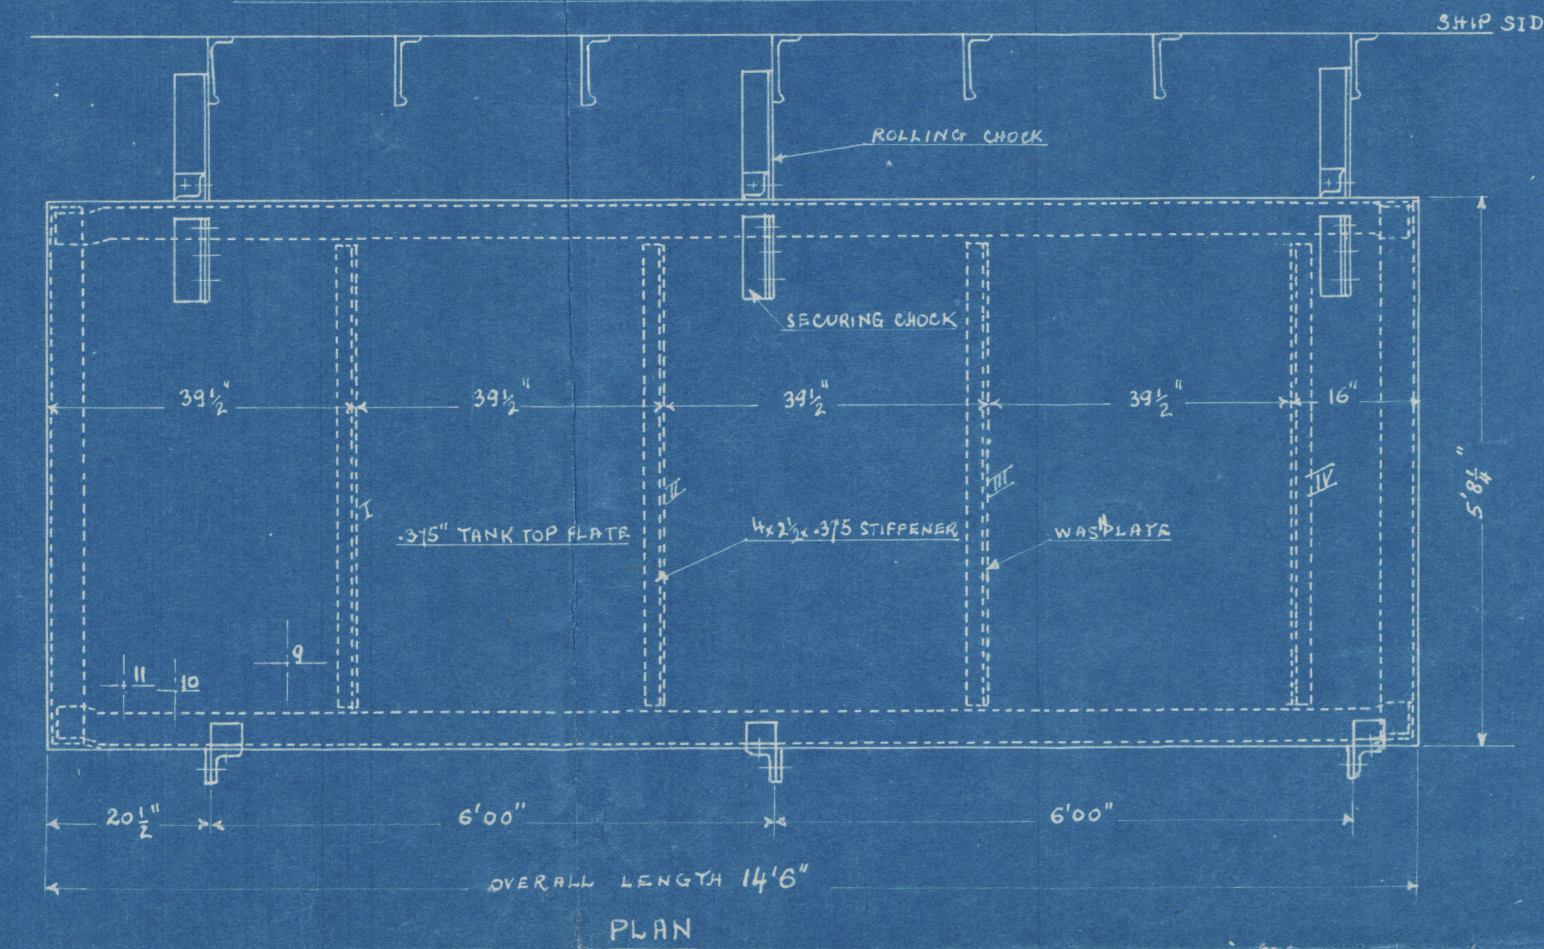 SHIP SID
ROLLING CHOCK
SECURING CHOCK
39½" 39½" 39½" 39½" 16"
5'8¼"
I II III IV
.375" TANK TOP PLATE 4x2½x.375 STIFFENER WASHPLATE
9
11 10
20½" 6'00" 6'00"
OVERALL LENGTH 14'6"
PLAN